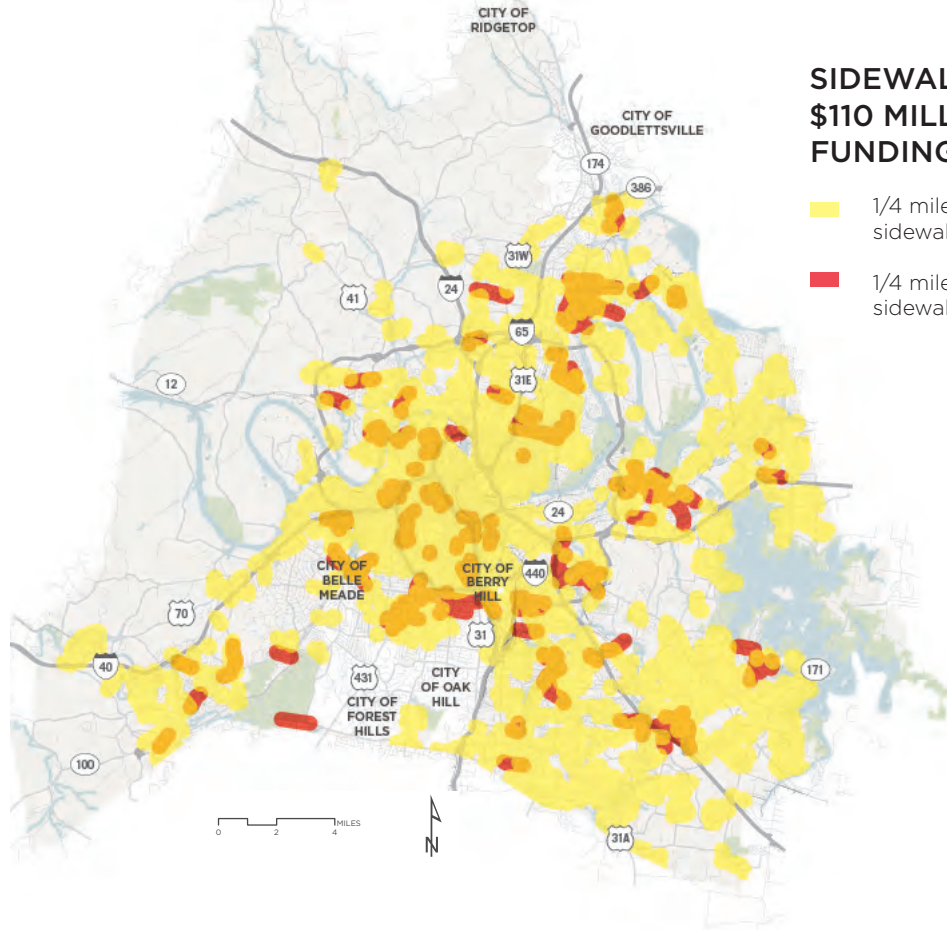 CITY OF
RIDGETOP
CITY OF
GOODLETTSVILLE
174
386
31W
41
24
65
31E
12
24
CITY OF
BELLE
MEADE
CITY OF
BERRY
HILL
440
70
31
40
431
CITY
OF OAK
HILL
171
CITY OF
FOREST
HILLS
100
31A
0
2
4
MILES
N
SIDEWAL
$110 MILL
FUNDING
1/4 mile
sidewal
1/4 mile
sidewal